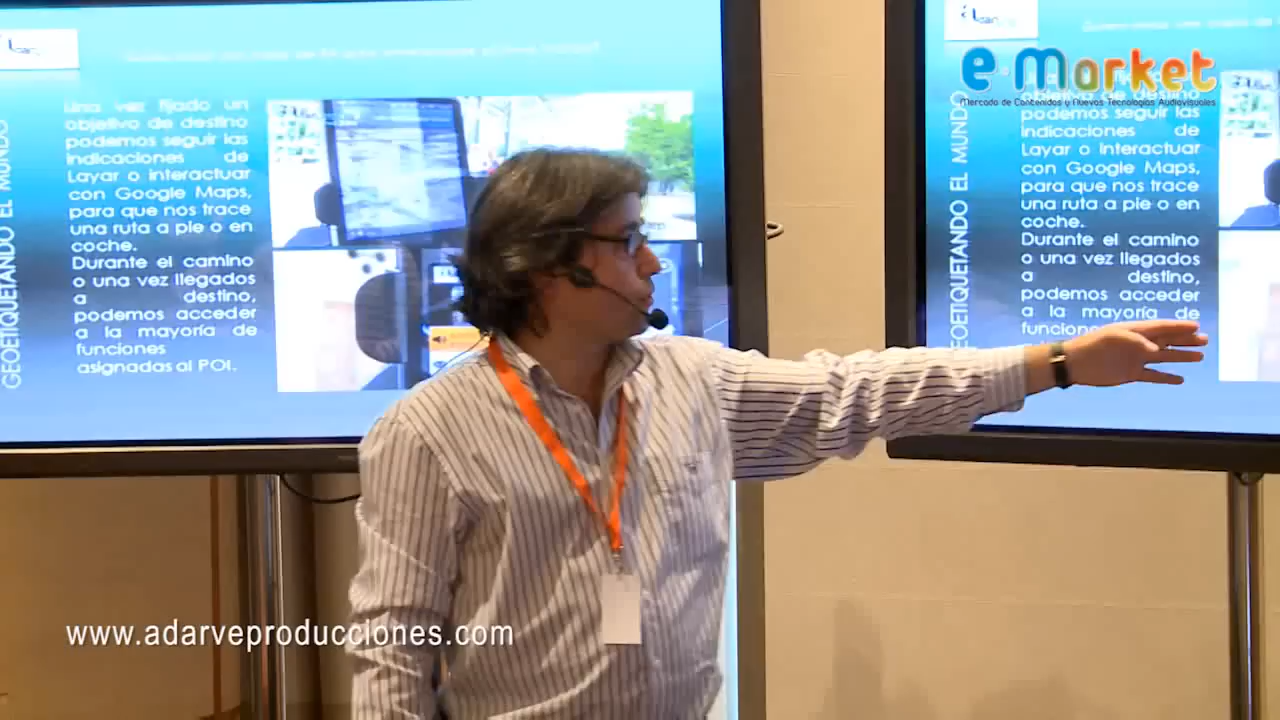 Una vez fijado un
objetivo de destino
podemos seguir las
indicaciones de
Layar o interactuar
con Google Maps,
para que nos trace
una ruta a pie o en
coche.
Durante el camino
o una vez llegados
a destino,
podemos acceder
a la mayoría de
funciones
asignadas al POI.
GEOETIQUETANDO EL MUNDO
e-Market
Mercado de Contenidos y Nuevas Tecnologías Audiovisuales
objetivo de destino
podemos seguir las
indicaciones de
Layar o interactuar
con Google Maps,
para que nos trace
una ruta a pie o en
coche.
Durante el camino
o una vez llegados
a destino,
podemos acceder
a la mayoría de
funciones
GEOETIQUETANDO EL MUNDO
www.adarveproducciones.com